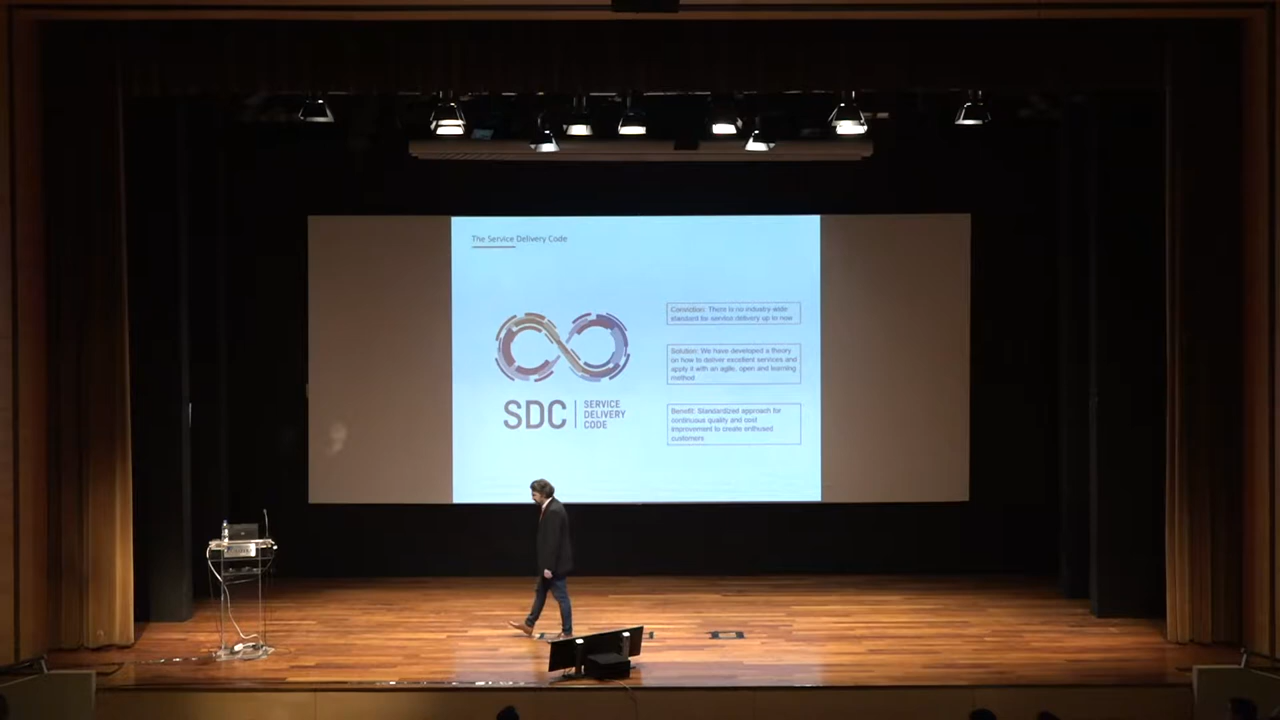 The Service Delivery Code
SDC
SERVICE
DELIVERY
CODE
Conviction: There is no industry-wide
standard for service delivery up to now
Solution: We have developed a theory
on how to deliver excellent services and
apply it with an agile, open and learning
method
Benefit: Standardized approach for
continuous quality and cost
improvement to create enthused
customers